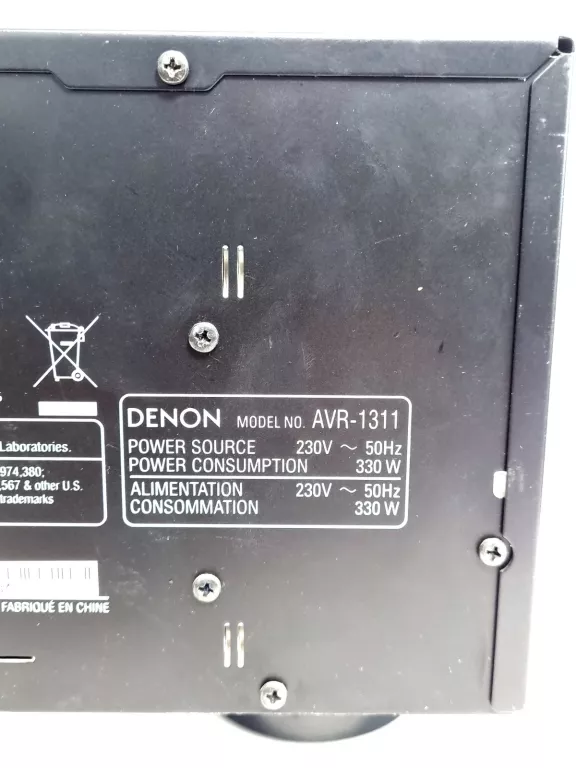 Laboratories.
974,380;
,567 & other U.S.
trademarks
DENON MODEL NO. AVR-1311
POWER SOURCE 230V ~ 50Hz
POWER CONSUMPTION 330 W
ALIMENTATION 230V ~ 50Hz
CONSOMMATION 330 W
FABRIQUÉ EN CHINE